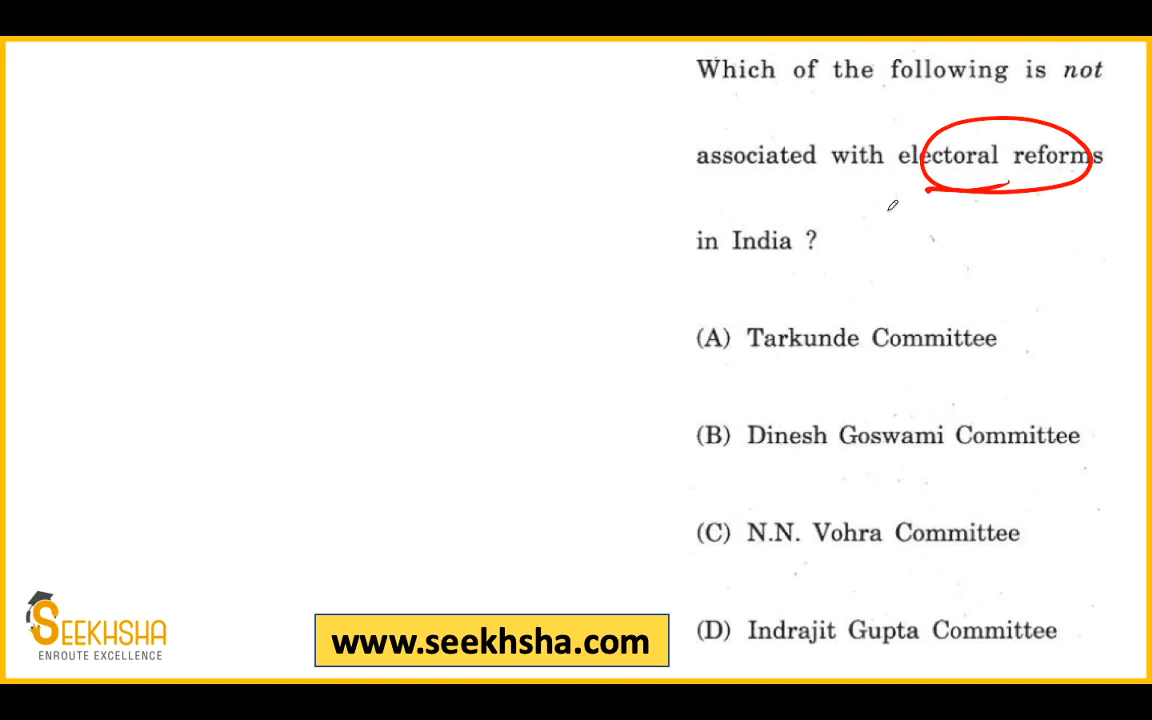 Which of the following is not
associated with electoral reforms
in India ?
(A) Tarkunde Committee
(B) Dinesh Goswami Committee
(C) N.N. Vohra Committee
(D) Indrajit Gupta Committee
SEEKHSHA
ENROUTE EXCELLENCE
www.seekhsha.com